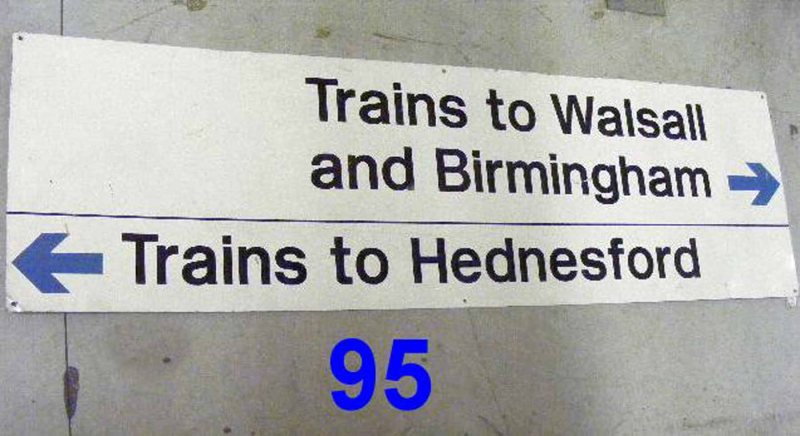 Trains to Walsall
and Birmingham
Trains to Hednesford
95